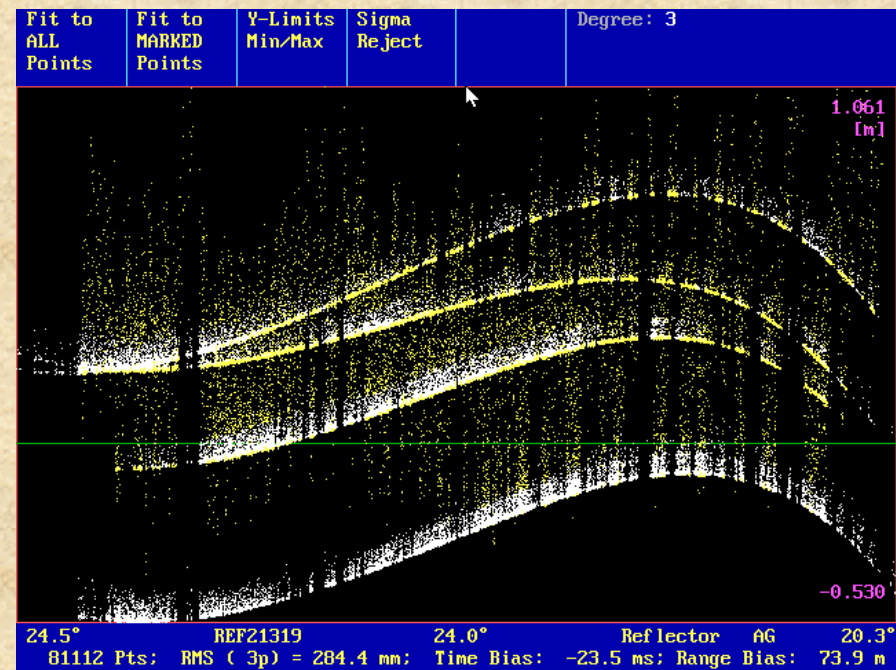 Fit to ALL Points
Fit to MARKED Points
Y-Limits Min/Max
Sigma Reject
Degree: 3
1.061
[m]
-0.530
24.5° REF21319 24.0° Reflector AG 20.3°
81112 Pts; RMS ( 3p) = 284.4 mm; Time Bias: -23.5 ms; Range Bias: 73.9 m